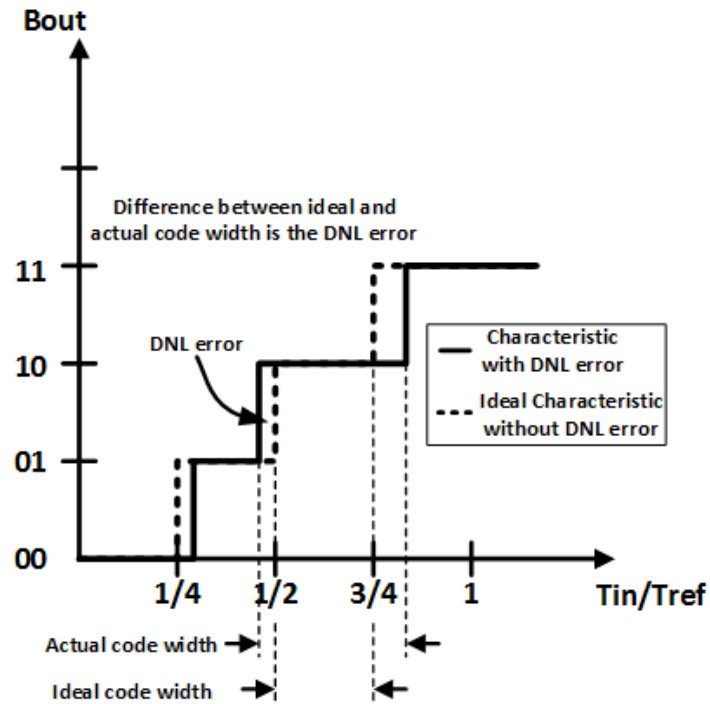 Bout
Difference between ideal and
actual code width is the DNL error
11
DNL error
Characteristic
with DNL error
10
Ideal Characteristic
without DNL error
01
00
1/4
1/2
3/4
1
Tin/Tref
Actual code width
Ideal code width